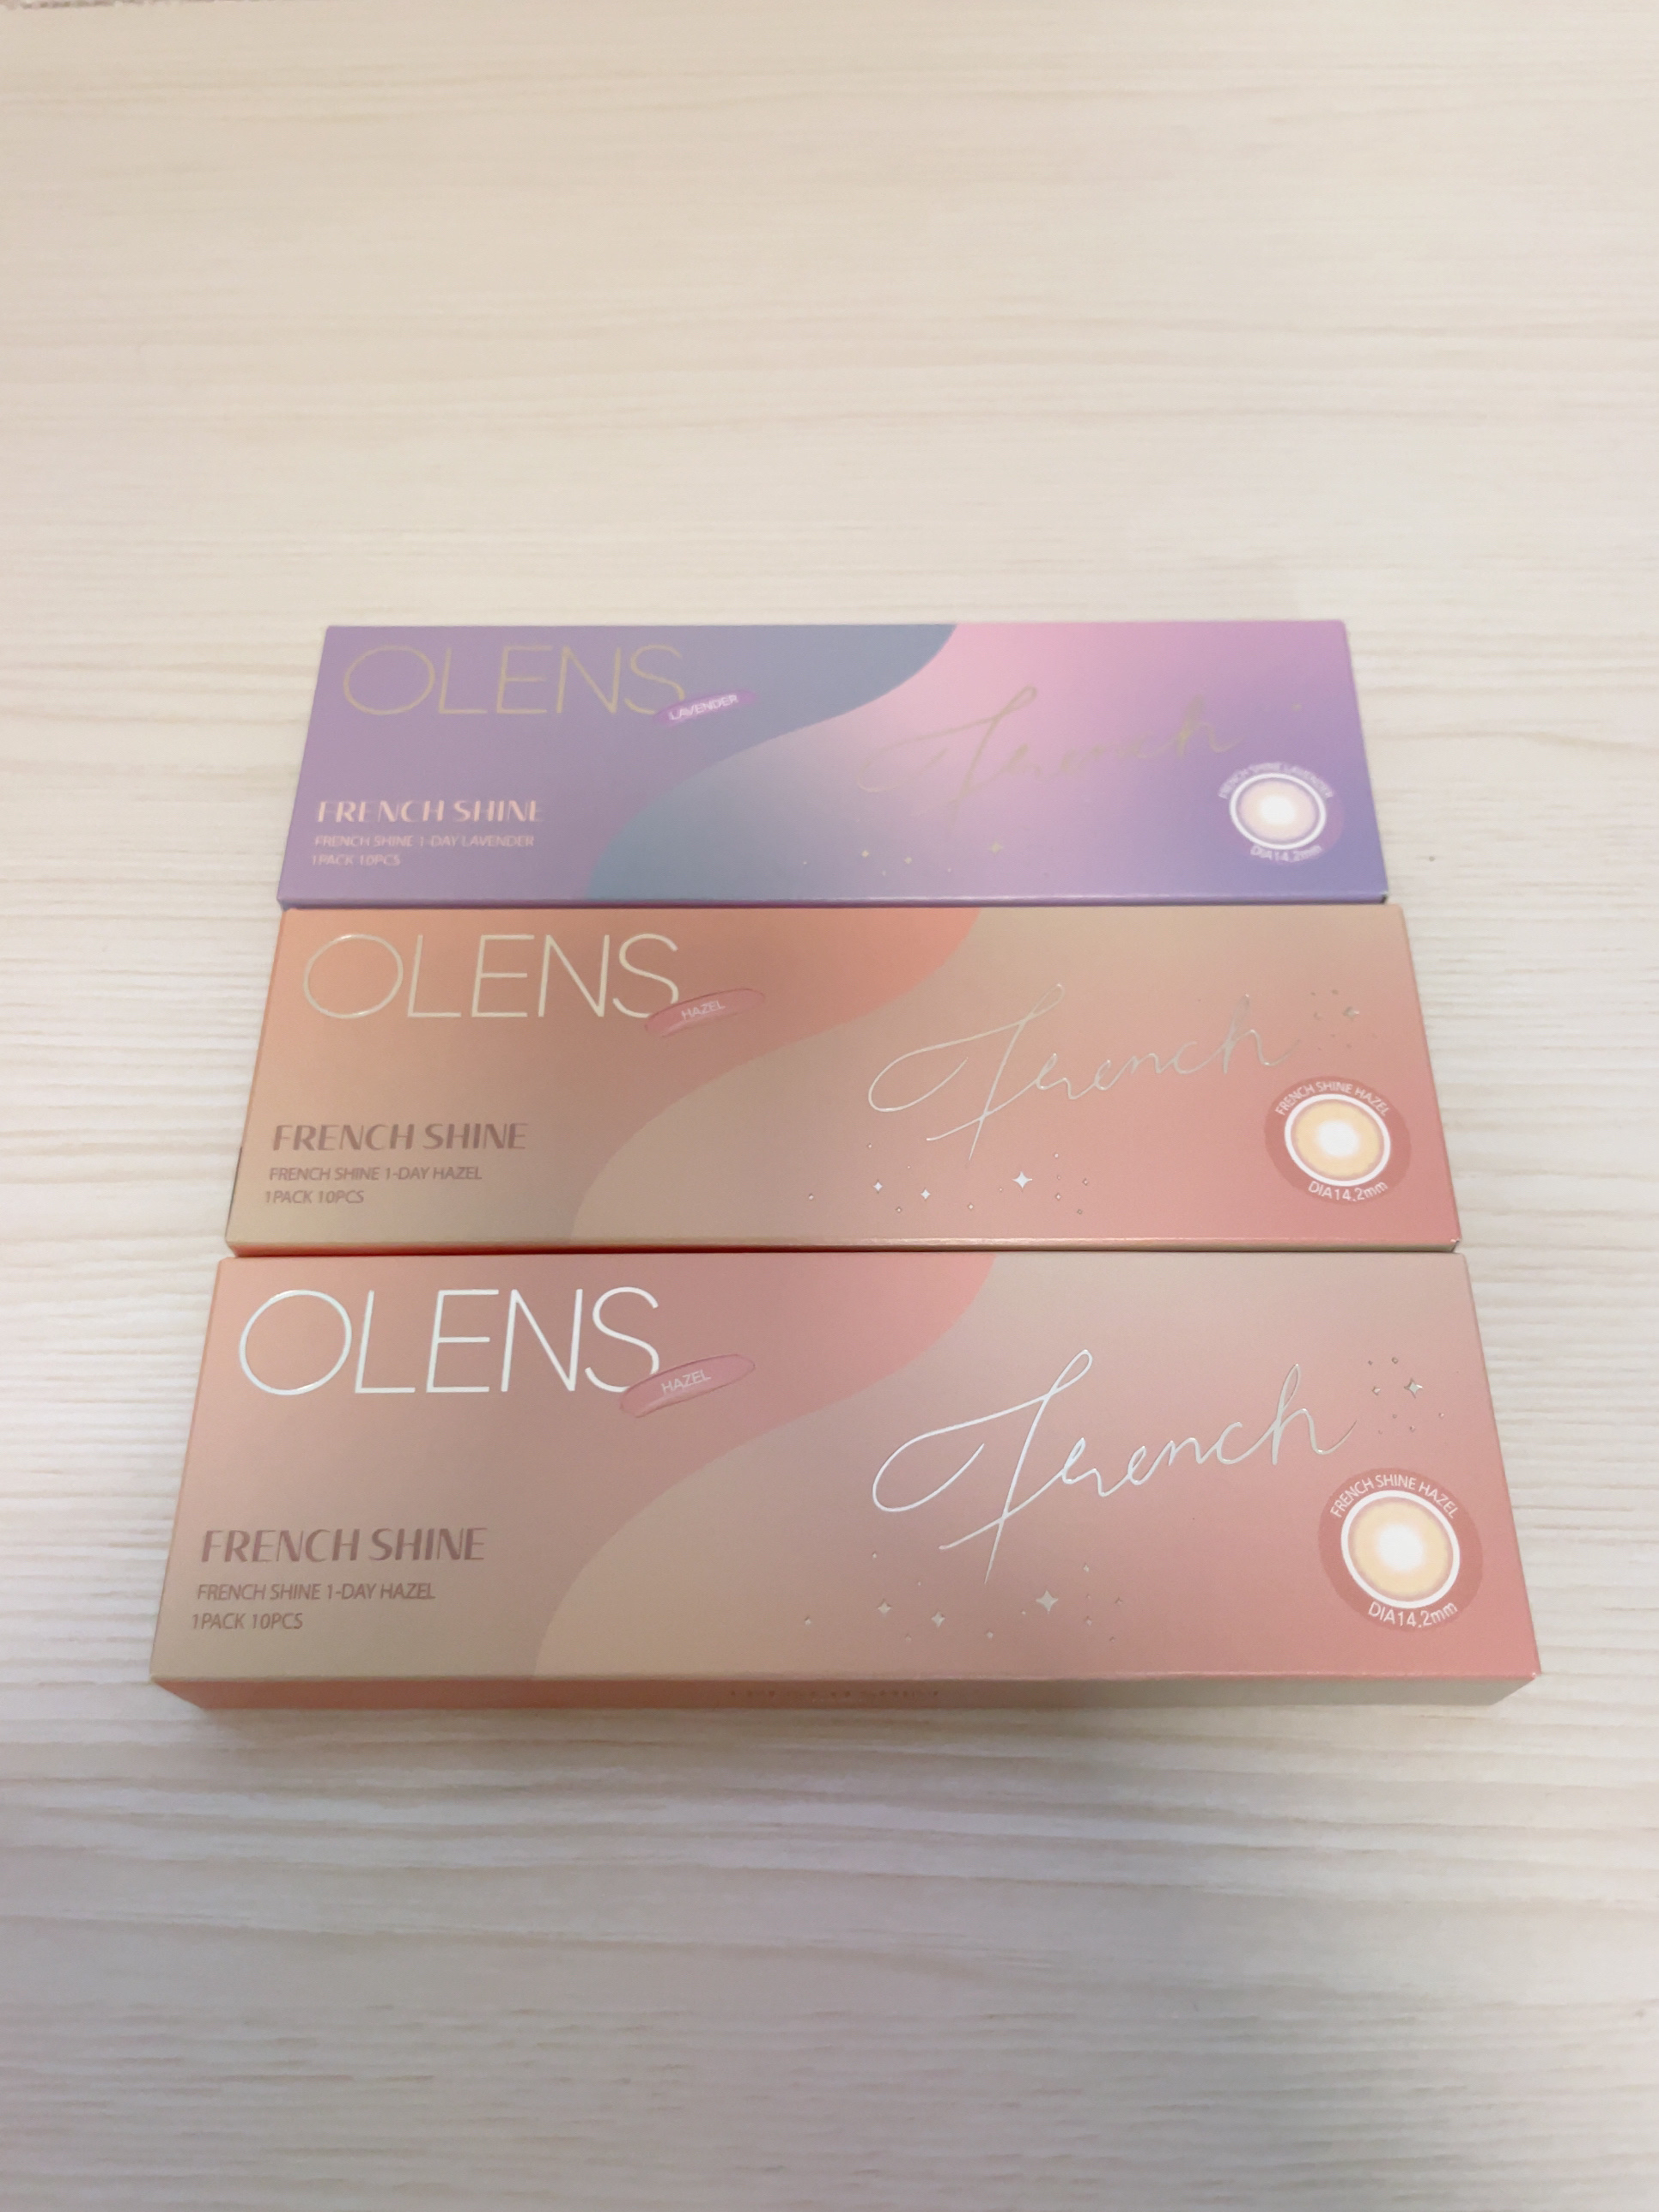 OLENS
LAVENDER
French
FRENCH SHINE
FRENCH SHINE 1-DAY LAVENDER
1PACK 10PCS
FRENCH SHINE LAVENDER
DIA14.2mm
OLENS
HAZEL
French
FRENCH SHINE
FRENCH SHINE 1-DAY HAZEL
1PACK 10PCS
FRENCH SHINE HAZEL
DIA14.2mm
OLENS
HAZEL
French
FRENCH SHINE
FRENCH SHINE 1-DAY HAZEL
1PACK 10PCS
FRENCH SHINE HAZEL
DIA14.2mm